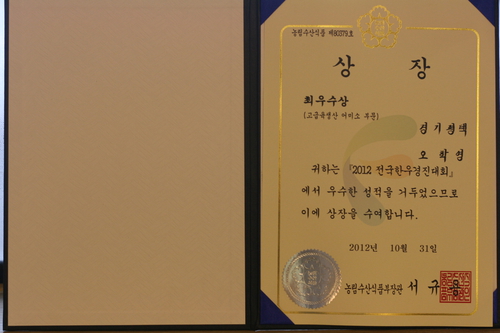 농림수산식품 제80379호
상 장
최우수상
[고급육생산 거미소 부문]
경기평택
오학영
귀하는 『2012 전국한우경진대회』
에서 우수한 성적을 거두었으므로
이에 상장을 수여합니다.
2012년 10월 31일
농림수산식품부장관 서규용